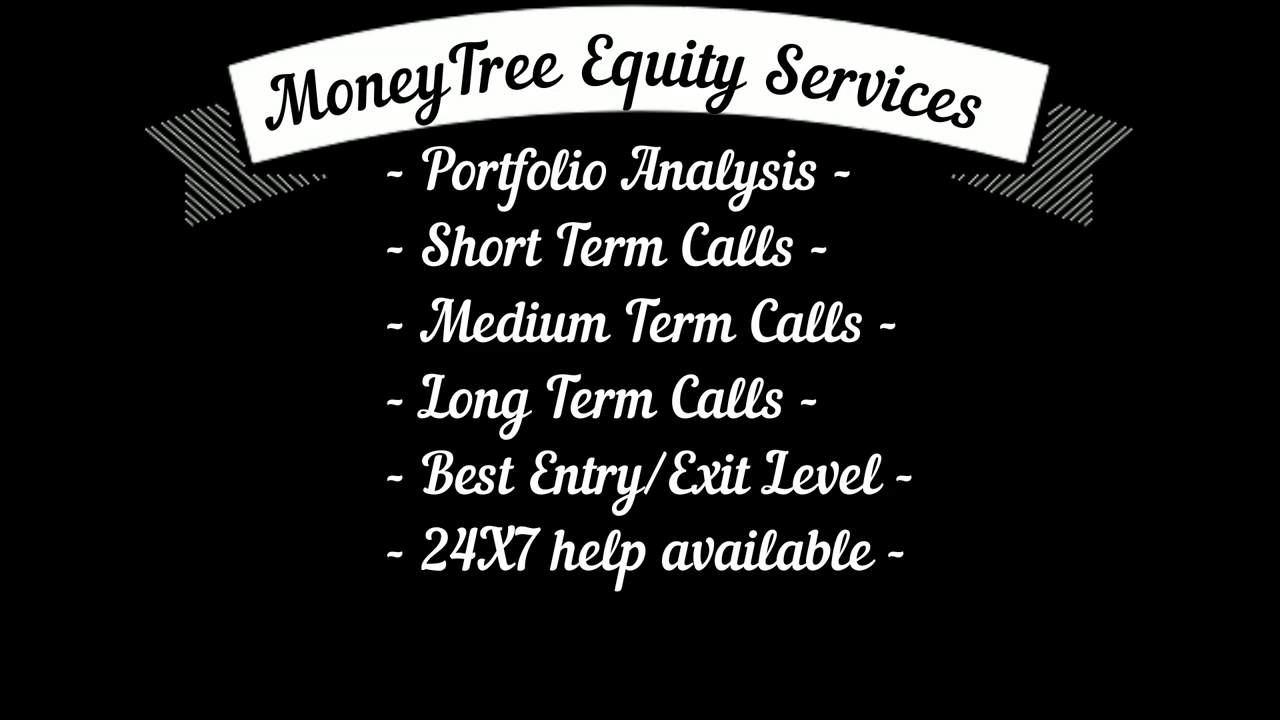 MoneyTree Equity Services
- Portfolio Analysis -
- Short Term Calls -
- Medium Term Calls -
- Long Term Calls -
- Best Entry/Exit Level -
- 24X7 help available -